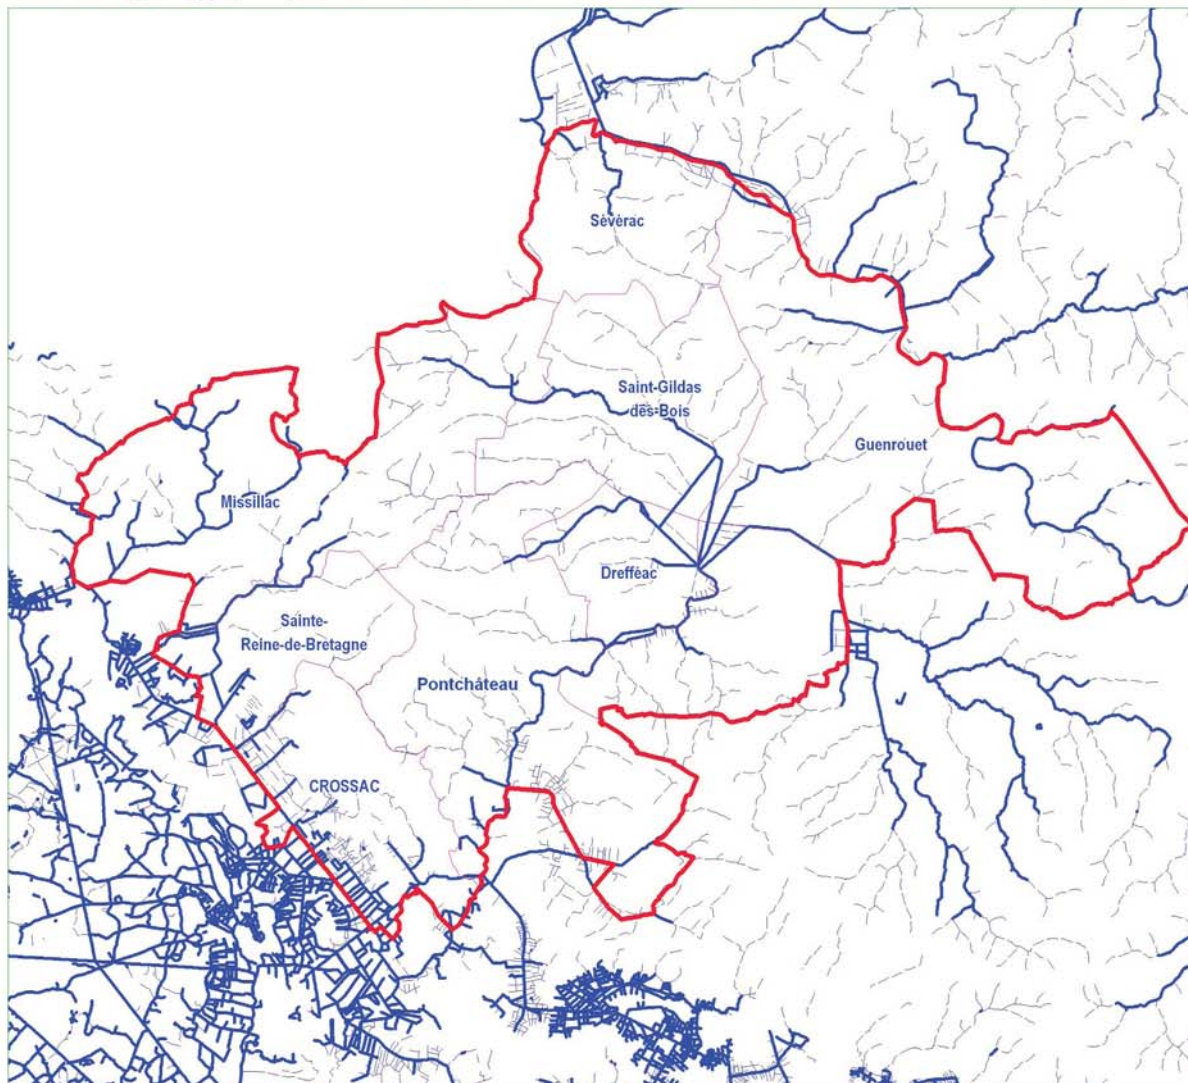 Sévérac
Saint-Gildas
des-Bois
Guenrouet
Missillac
Drefféac
Sainte-
Reine-de-Bretagne
Pontchâteau
CROSSAC